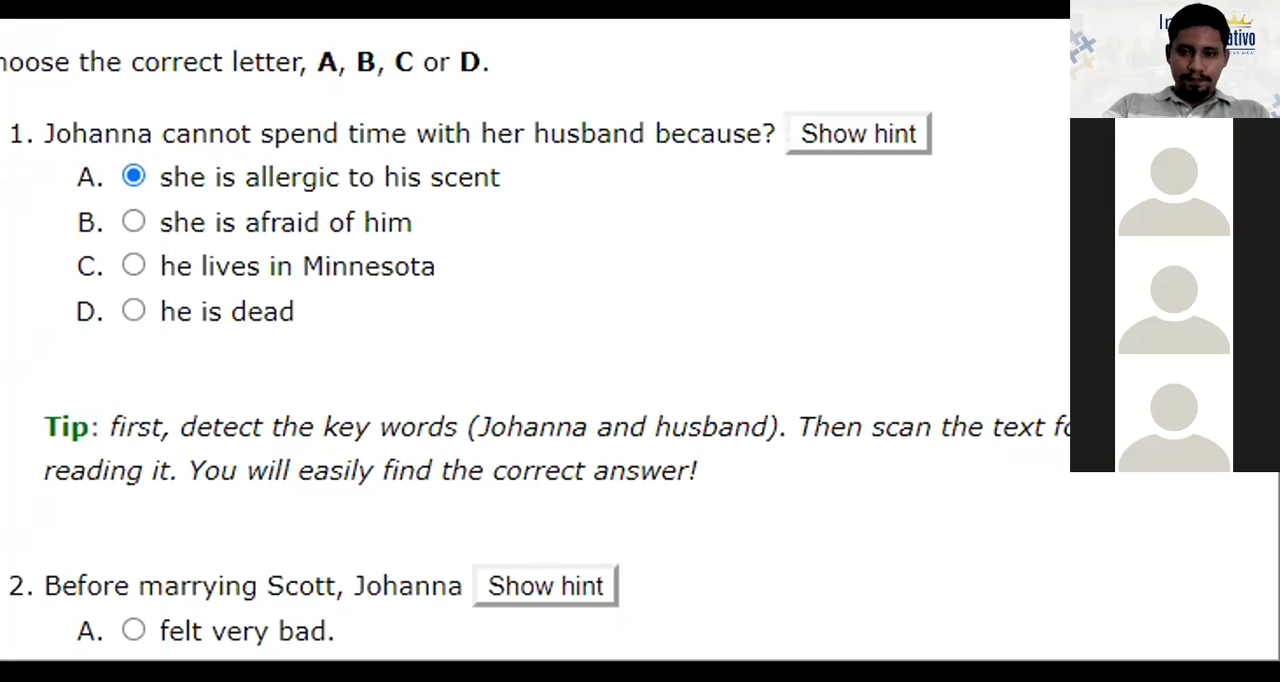 hoose the correct letter, A, B, C or D.
1. Johanna cannot spend time with her husband because? Show hint
A. she is allergic to his scent
B. she is afraid of him
C. he lives in Minnesota
D. he is dead
Tip: first, detect the key words (Johanna and husband). Then scan the text
reading it. You will easily find the correct answer!
2. Before marrying Scott, Johanna Show hint
A. felt very bad.